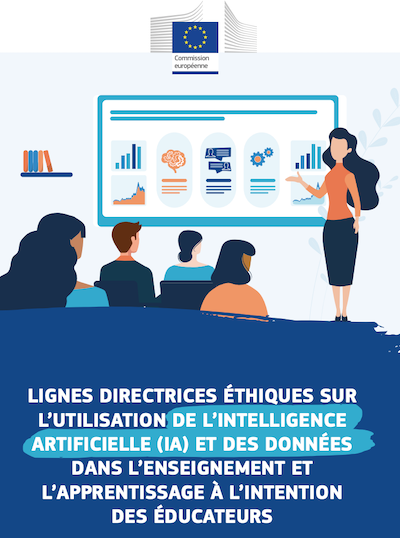 Commission
européenne
LIGNES DIRECTRICES ÉTHIQUES SUR
L'UTILISATION DE L'INTELLIGENCE
ARTIFICIELLE (IA) ET DES DONNÉES
DANS L'ENSEIGNEMENT ET
L'APPRENTISSAGE À L'INTENTION
DES ÉDUCATEURS